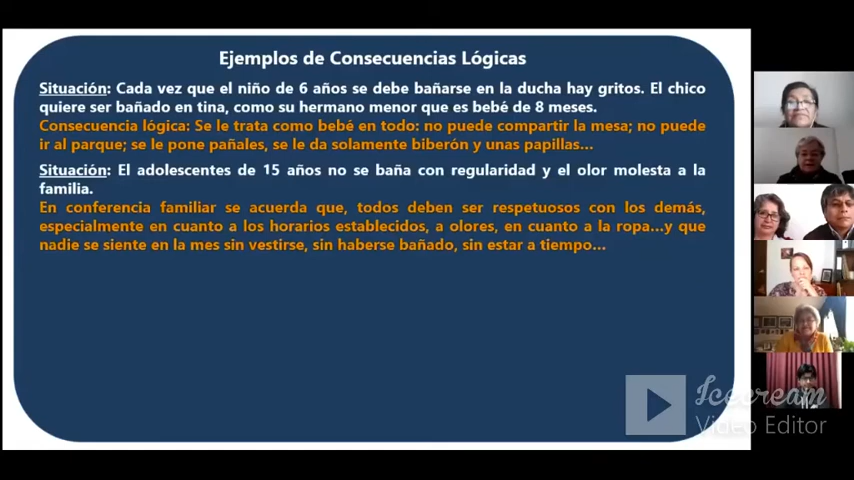 Ejemplos de Consecuencias Lógicas
Situación: Cada vez que el niño de 6 años se debe bañarse en la ducha hay gritos. El chico
quiere ser bañado en tina, como su hermano menor que es bebé de 8 meses.
Consecuencia lógica: Se le trata como bebé en todo: no puede compartir la mesa; no puede
ir al parque; se le pone pañales, se le da solamente biberón y unas papillas...
Situación: El adolescentes de 15 años no se baña con regularidad y el olor molesta a la
familia.
En conferencia familiar se acuerda que, todos deben ser respetuosos con los demás,
especialmente en cuanto a los horarios establecidos, a olores, en cuanto a la ropa...y que
nadie se siente en la mes sin vestirse, sin haberse bañado, sin estar a tiempo...
Icecream
Video Editor